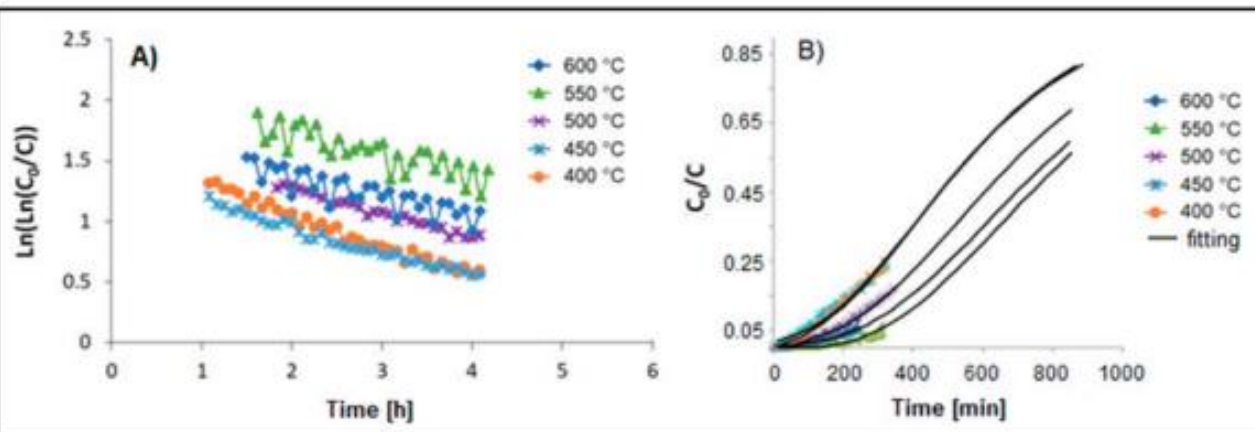 A)
Ln(Ln(C₀/C))
2.5
2
1.5
1
0.5
0
0 1 2 3 4 5 6
Time [h]
600 °C
550 °C
500 °C
450 °C
400 °C
B)
C₀/C
0.85
0.65
0.45
0.25
0.05
0 200 400 600 800 1000
Time [min]
600 °C
550 °C
500 °C
450 °C
400 °C
fitting